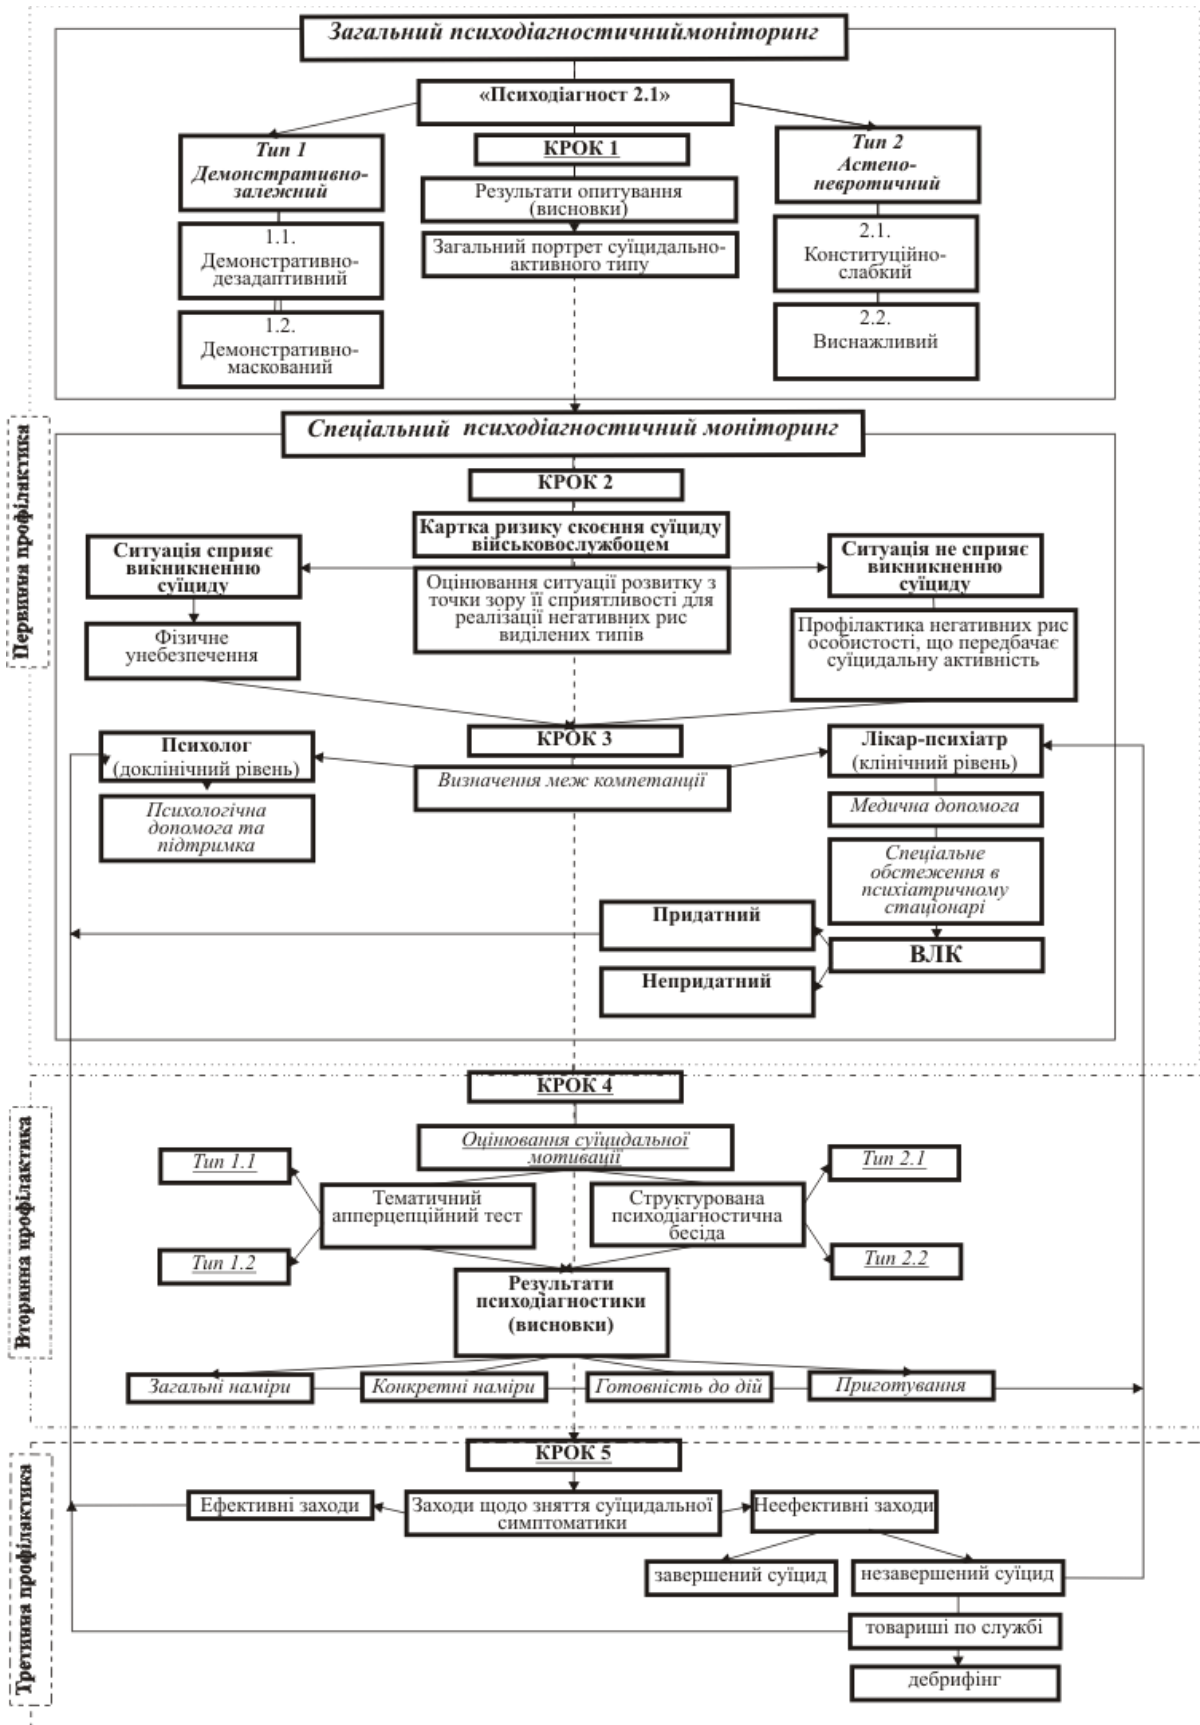 Загальний психодіагностичниймоніторинг
«Психодіагност 2.1»
Тип 1
Демонстративно-
залежний
КРОК 1
Тип 2
Астено-
невротичний
Результати опитування
(висновки)
1.1.
Демонстративно-
дезадаптивний
Загальний портрет суїцидально-
активного типу
2.1.
Конституційно-
слабкий
1.2.
Демонстративно-
маскований
2.2.
Виснажливий
Первинна профілактика
Спеціальний психодіагностичний моніторинг
КРОК 2
Картка ризику скоєння суїциду
військовослужбоцем
Ситуація сприяє
викникненню
суїциду
Ситуація не сприяє
викникненню
суїциду
Оцінювання ситуації розвитку з
точки зору її сприятливості для
реалізації негативних рис
виділених типів
Фізичне
унебезпечення
Профілактика негативних рис
особистості, що передбачає
суїцидальну активність
КРОК 3
Психолог
(доклінічний рівень)
Визначення меж компетанції
Лікар-психіатр
(клінічний рівень)
Психологічна
допомога та
підтримка
Медична допомога
Спеціальне
обстеження в
психіатричному
стаціонарі
Придатний
ВЛК
Непридатний
Вторинна профілактика
КРОК 4
Оцінювання суїцидальної
мотивації
Тип 1.1
Тип 2.1
Тематичний
апперцепційний тест
Структурована
психодіагностична
бесіда
Тип 1.2
Тип 2.2
Результати
психодіагностики
(висновки)
Загальні наміри
Конкретні наміри
Готовність до дій
Приготування
Третинна профілактика
КРОК 5
Ефективні заходи
Заходи щодо зняття суїцидальної
симптоматики
Неефективні заходи
завершений суїцид
незавершений суїцид
товариші по службі
дебрифінг